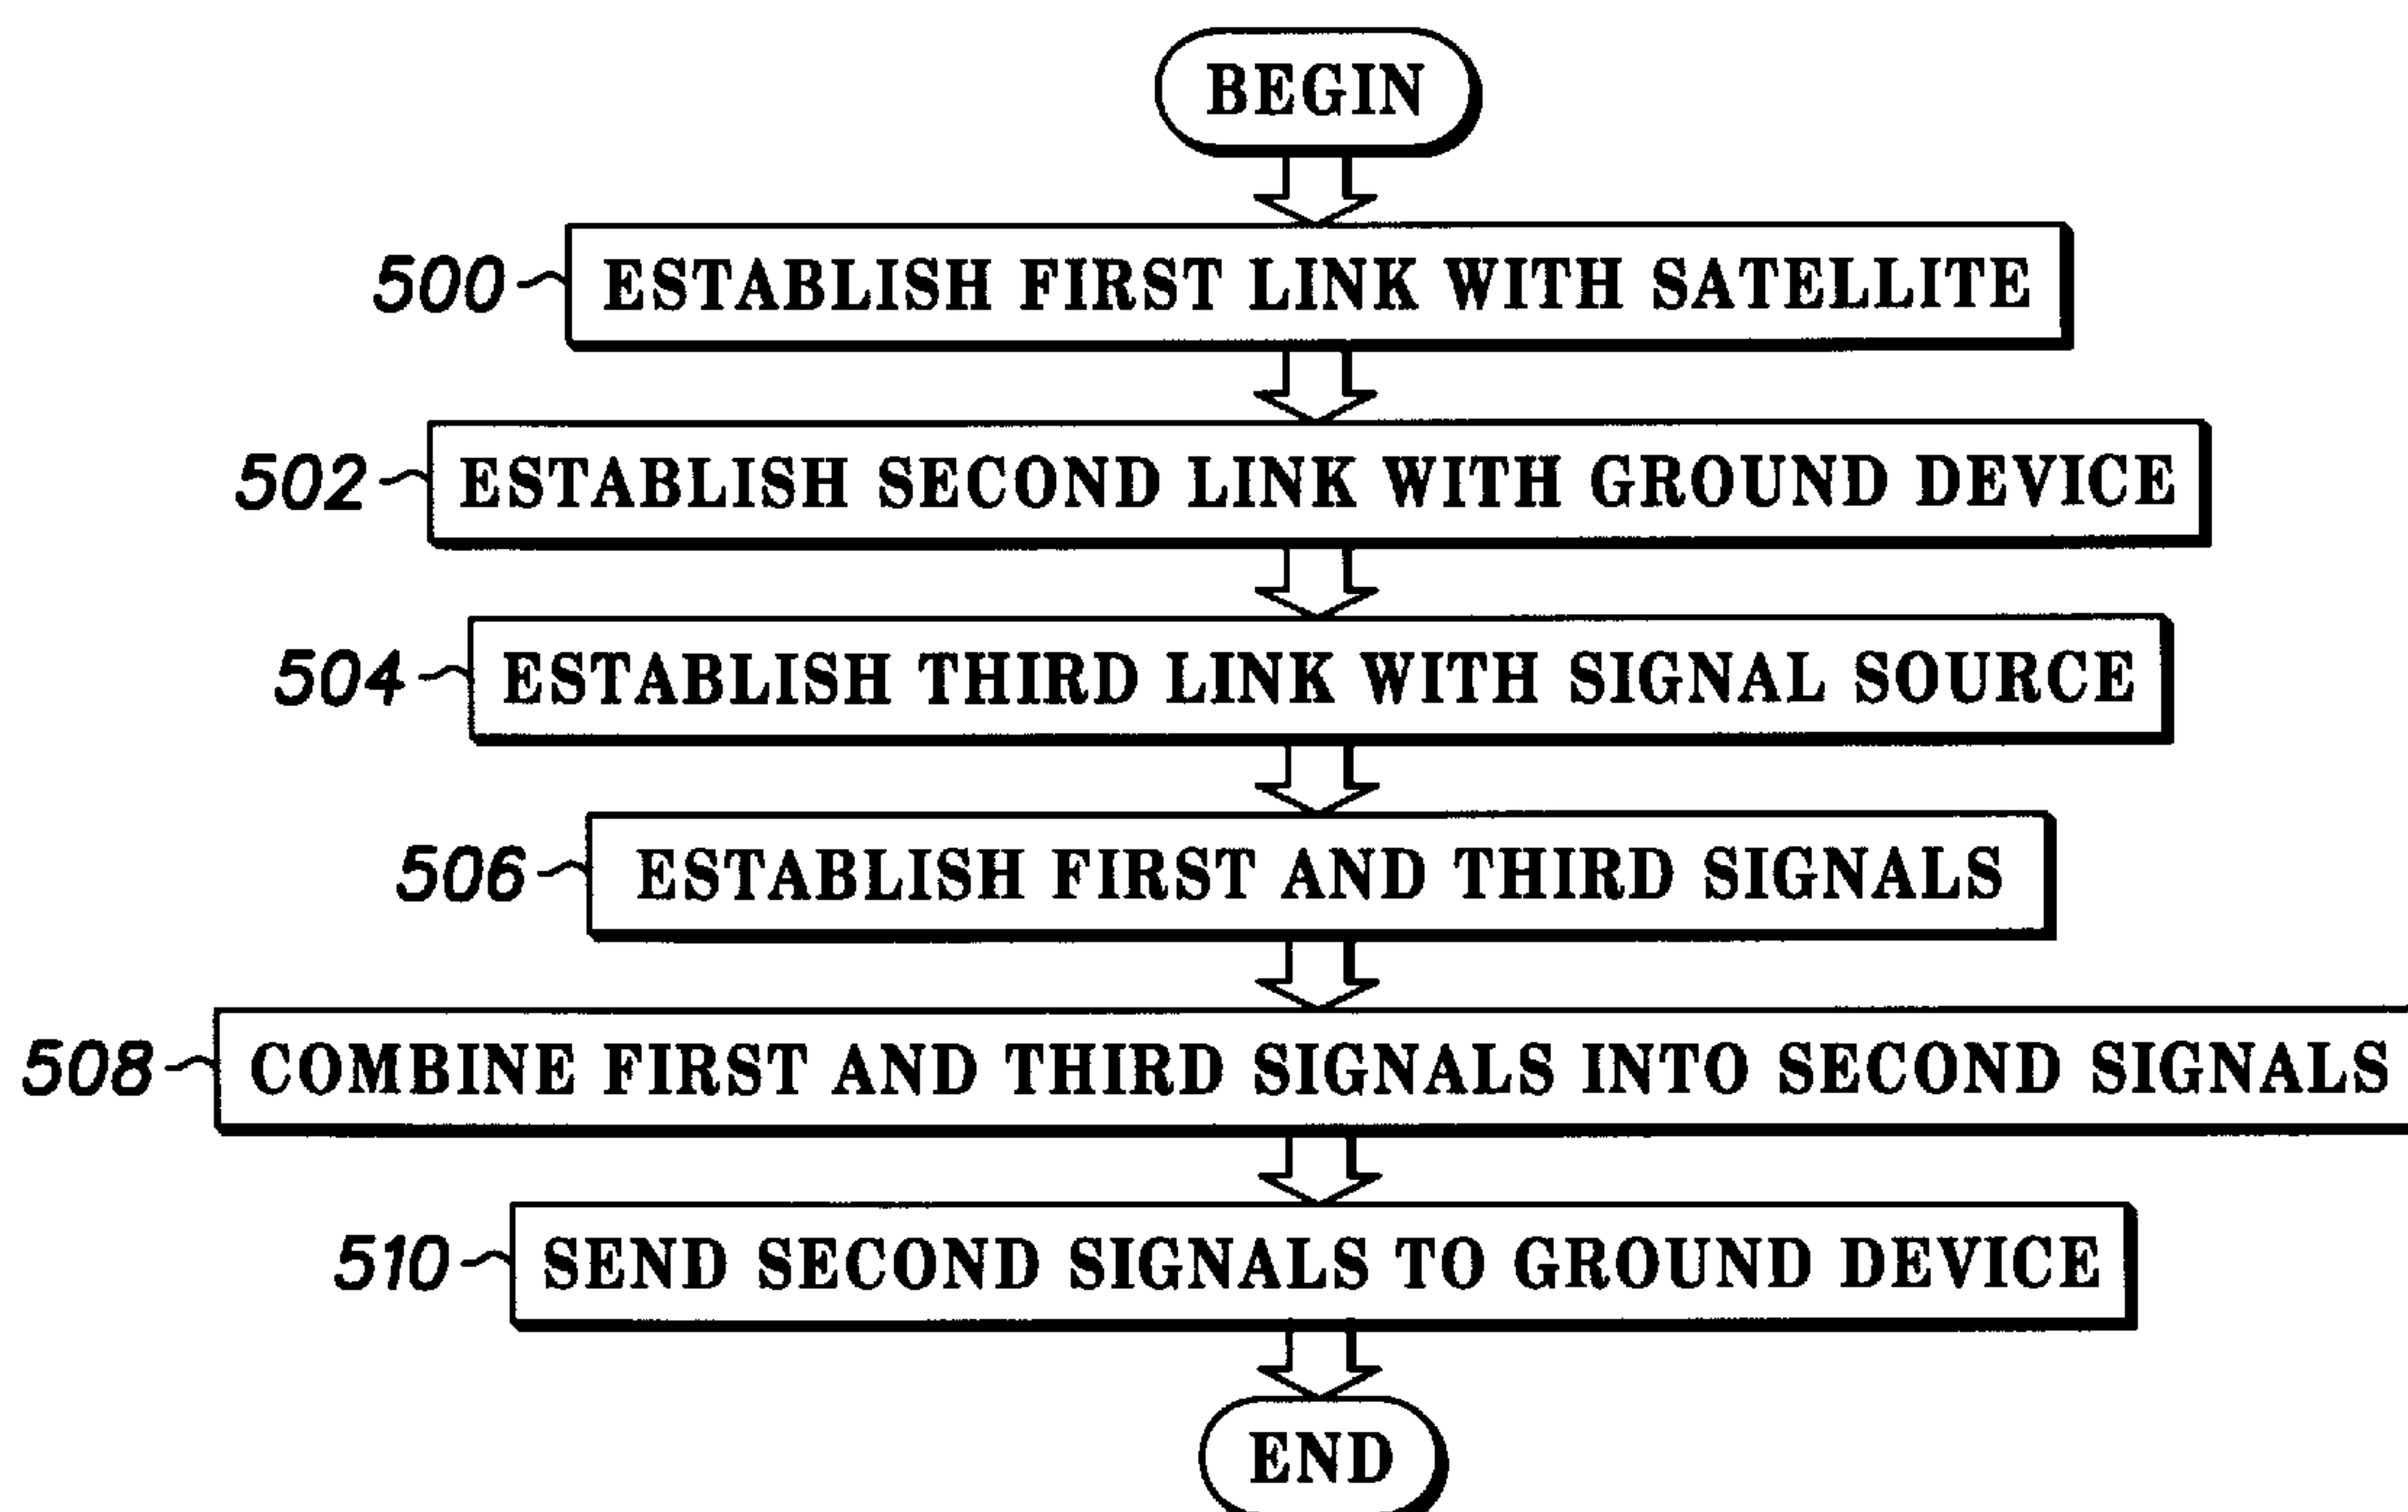 BEGIN
500 ESTABLISH FIRST LINK WITH SATELLITE
502 ESTABLISH SECOND LINK WITH GROUND DEVICE
504 ESTABLISH THIRD LINK WITH SIGNAL SOURCE
506 ESTABLISH FIRST AND THIRD SIGNALS
508 COMBINE FIRST AND THIRD SIGNALS INTO SECOND SIGNALS
510 SEND SECOND SIGNALS TO GROUND DEVICE
END